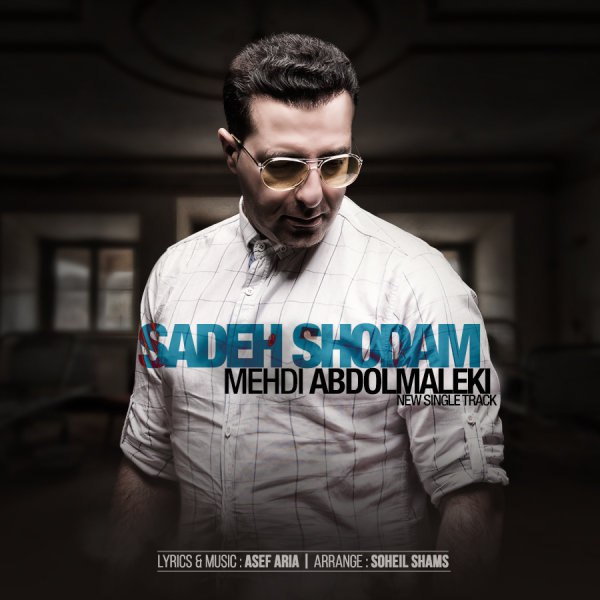 SADEH SHODAM
MEHDI ABDOLMALEKI
NEW SINGLE TRACK
LYRICS & MUSIC : ASEF ARIA | ARRANGE : SOHEIL SHAMS